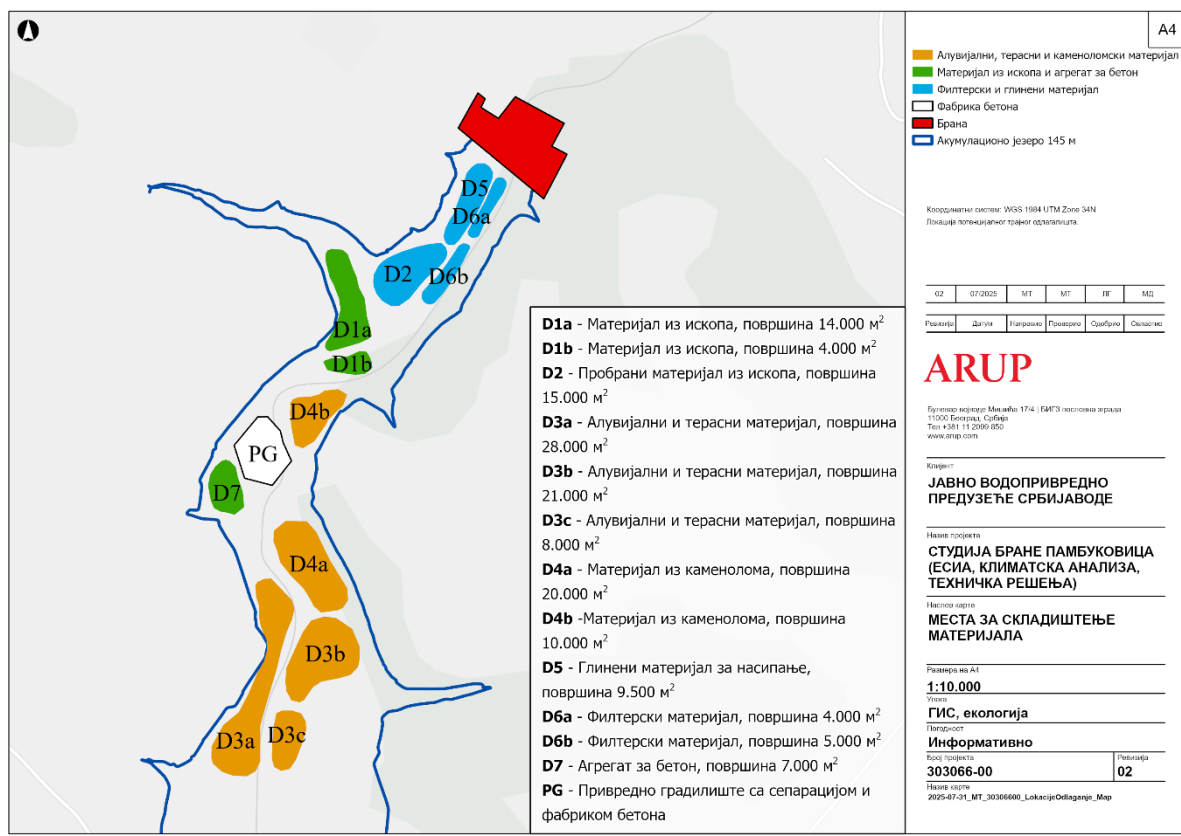 A4
Алувијални, терасни и каменоломски материјал
Материјал из ископа и агрегат за бетон
Филтерски и глинени материјал
Фабрика бетона
Брана
Акумулационо језеро 145 м
Координатни систем: WGS 1984 UTM Zone 34N
Локација потенцијалног трајног одлагалишта.
02 07/2025 МТ МТ ЛГ МД
Ревизија Датум Направио Проверио Одобрио Сагласно
ARUP
Булевар војводе Мишића 17/4 | БИГЗ пословна зграда
11000 Београд, Србија
Тел +381 11 2099 850
www.arup.com
Клијент
ЈАВНО ВОДОПРИВРЕДНО
ПРЕДУЗЕЋЕ СРБИЈАВОДЕ
Назив пројекта
СТУДИЈА БРАНЕ ПАМБУКОВИЦА
(ЕСИА, КЛИМАТСКА АНАЛИЗА,
ТЕХНИЧКА РЕШЕЊА)
Наслов карте
МЕСТА ЗА СКЛАДИШТЕЊЕ
МАТЕРИЈАЛА
Размера на А4
1:10.000
Улога
ГИС, екологија
Погодност
Информативно
Број пројекта Ревизија
303066-00 02
Назив карте
2025-07-31_MT_30306600_LokacijeOdlaganje_Map
D5
D6a
D2
D6b
D1a
D1b
D4b
PG
D7
D4a
D3b
D3a
D3c
D1a - Материјал из ископа, површина 14.000 м²
D1b - Материјал из ископа, површина 4.000 м²
D2 - Пробрани материјал из ископа, површина
15.000 м²
D3a - Алувијални и терасни материјал, површина
28.000 м²
D3b - Алувијални и терасни материјал, површина
21.000 м²
D3c - Алувијални и терасни материјал, површина
8.000 м²
D4a - Материјал из каменолома, површина
20.000 м²
D4b -Материјал из каменолома, површина
10.000 м²
D5 - Глинени материјал за насипање,
површина 9.500 м²
D6a - Филтерски материјал, површина 4.000 м²
D6b - Филтерски материјал, површина 5.000 м²
D7 - Агрегат за бетон, површина 7.000 м²
PG - Привредно градилиште са сепарацијом и
фабриком бетона